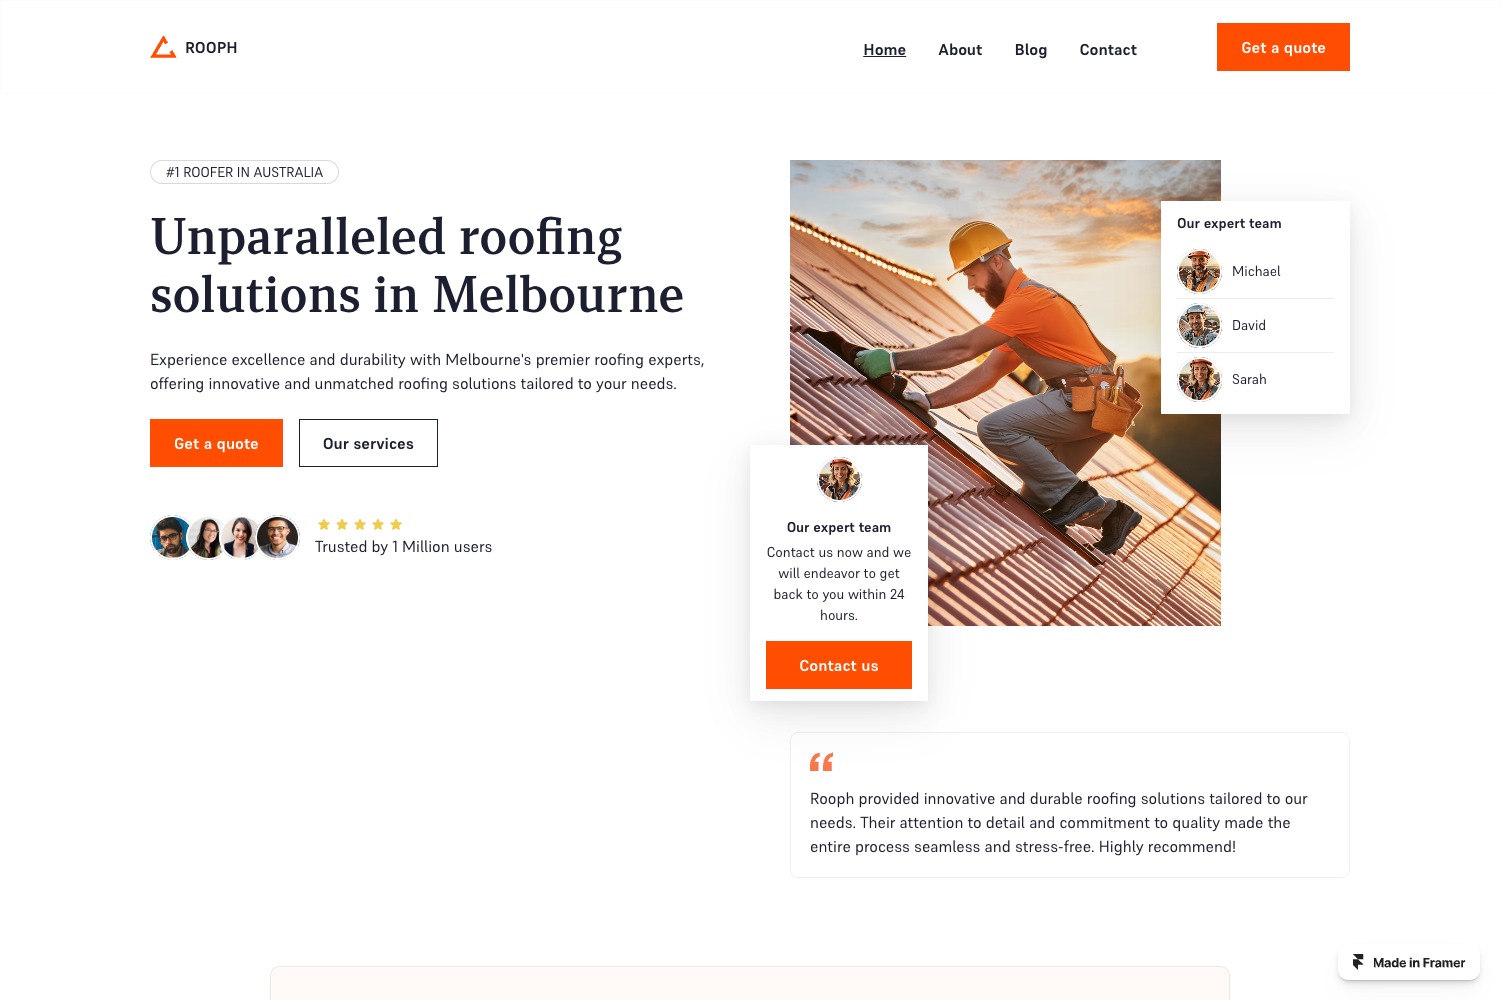 ROOPH
Home
About
Blog
Contact
Get a quote
#1 ROOFER IN AUSTRALIA
Unparalleled roofing
solutions in Melbourne
Experience excellence and durability with Melbourne's premier roofing experts,
offering innovative and unmatched roofing solutions tailored to your needs.
Get a quote
Our services
Trusted by 1 Million users
Our expert team
Michael
David
Sarah
Our expert team
Contact us now and we
will endeavor to get
back to you within 24
hours.
Contact us
Rooph provided innovative and durable roofing solutions tailored to our
needs. Their attention to detail and commitment to quality made the
entire process seamless and stress-free. Highly recommend!
Made in Framer